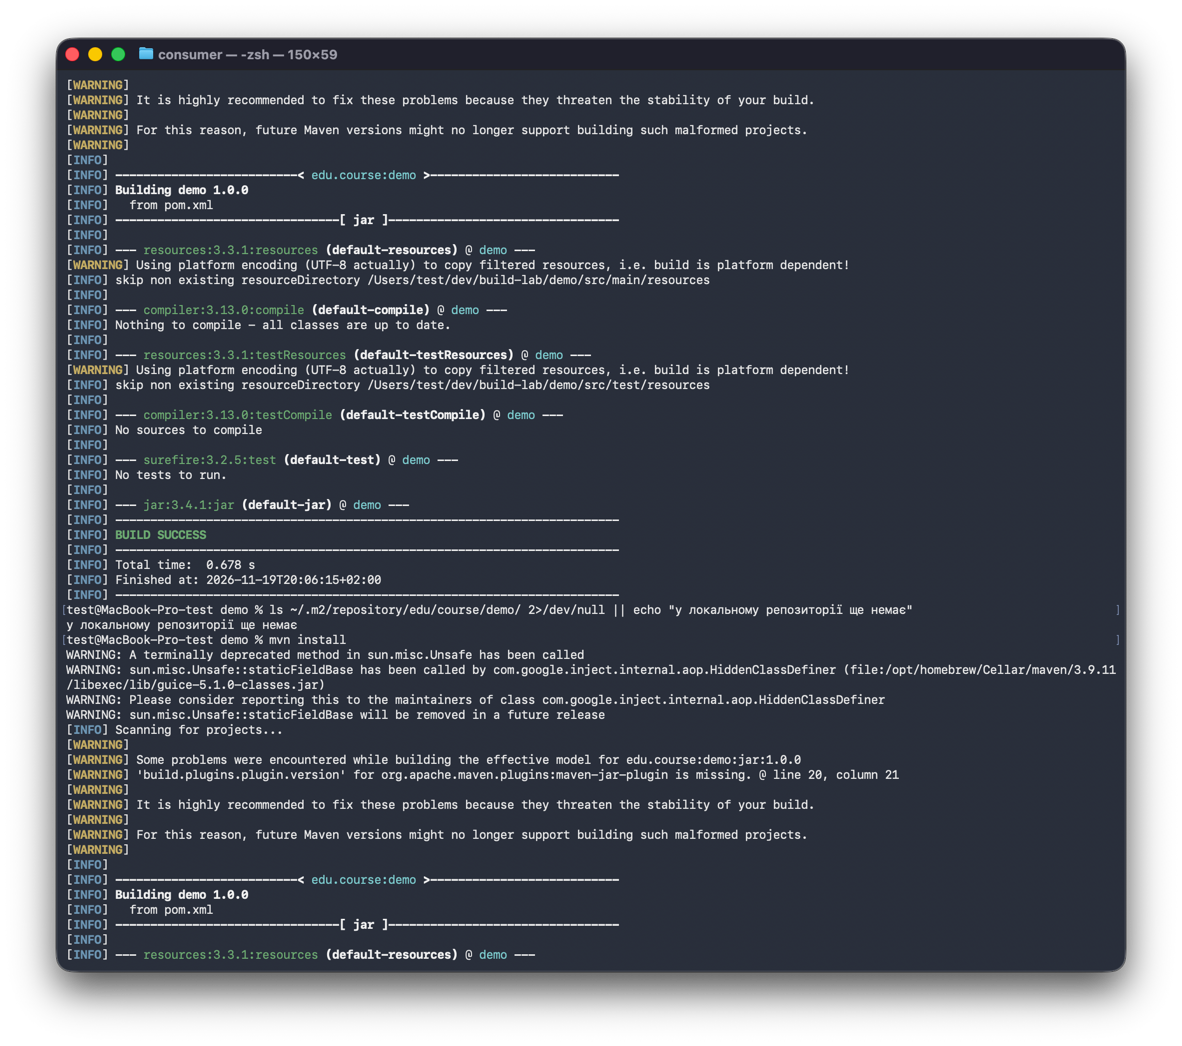 consumer — -zsh — 150×59
[WARNING]
[WARNING] It is highly recommended to fix these problems because they threaten the stability of your build.
[WARNING]
[WARNING] For this reason, future Maven versions might no longer support building such malformed projects.
[WARNING]
[INFO]
[INFO] --------------------------< edu.course:demo >---------------------------
[INFO] Building demo 1.0.0
[INFO]   from pom.xml
[INFO] --------------------------------[ jar ]---------------------------------
[INFO]
[INFO] --- resources:3.3.1:resources (default-resources) @ demo ---
[WARNING] Using platform encoding (UTF-8 actually) to copy filtered resources, i.e. build is platform dependent!
[INFO] skip non existing resourceDirectory /Users/test/dev/build-lab/demo/src/main/resources
[INFO]
[INFO] --- compiler:3.13.0:compile (default-compile) @ demo ---
[INFO] Nothing to compile - all classes are up to date.
[INFO]
[INFO] --- resources:3.3.1:testResources (default-testResources) @ demo ---
[WARNING] Using platform encoding (UTF-8 actually) to copy filtered resources, i.e. build is platform dependent!
[INFO] skip non existing resourceDirectory /Users/test/dev/build-lab/demo/src/test/resources
[INFO]
[INFO] --- compiler:3.13.0:testCompile (default-testCompile) @ demo ---
[INFO] No sources to compile
[INFO]
[INFO] --- surefire:3.2.5:test (default-test) @ demo ---
[INFO] No tests to run.
[INFO]
[INFO] --- jar:3.4.1:jar (default-jar) @ demo ---
[INFO] ------------------------------------------------------------------------
[INFO] BUILD SUCCESS
[INFO] ------------------------------------------------------------------------
[INFO] Total time:  0.678 s
[INFO] Finished at: 2026-11-19T20:06:15+02:00
[INFO] ------------------------------------------------------------------------
[test@MacBook-Pro-test demo % ls ~/.m2/repository/edu/course/demo/ 2>/dev/null || echo "у локальному репозиторії ще немає" ]
у локальному репозиторії ще немає
[test@MacBook-Pro-test demo % mvn install ]
WARNING: A terminally deprecated method in sun.misc.Unsafe has been called
WARNING: sun.misc.Unsafe::staticFieldBase has been called by com.google.inject.internal.aop.HiddenClassDefiner (file:/opt/homebrew/Cellar/maven/3.9.11
/libexec/lib/guice-5.1.0-classes.jar)
WARNING: Please consider reporting this to the maintainers of class com.google.inject.internal.aop.HiddenClassDefiner
WARNING: sun.misc.Unsafe::staticFieldBase will be removed in a future release
[INFO] Scanning for projects...
[WARNING]
[WARNING] Some problems were encountered while building the effective model for edu.course:demo:jar:1.0.0
[WARNING] 'build.plugins.plugin.version' for org.apache.maven.plugins:maven-jar-plugin is missing. @ line 20, column 21
[WARNING]
[WARNING] It is highly recommended to fix these problems because they threaten the stability of your build.
[WARNING]
[WARNING] For this reason, future Maven versions might no longer support building such malformed projects.
[WARNING]
[INFO]
[INFO] --------------------------< edu.course:demo >---------------------------
[INFO] Building demo 1.0.0
[INFO]   from pom.xml
[INFO] --------------------------------[ jar ]---------------------------------
[INFO]
[INFO] --- resources:3.3.1:resources (default-resources) @ demo ---